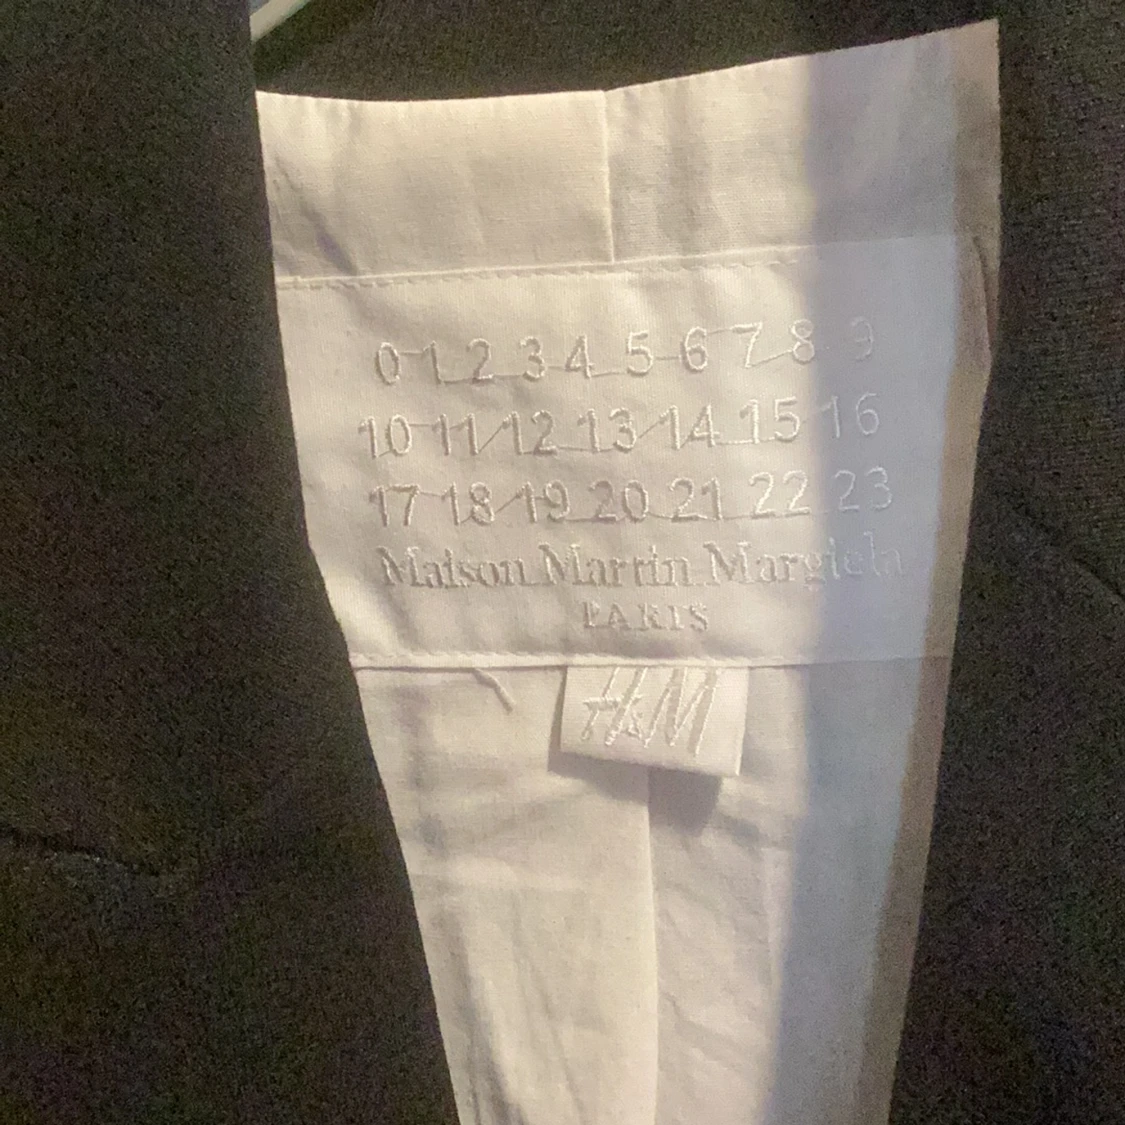 0 1 2 3 4 5 6 7 8 9
10 11 12 13 14 15 16
17 18 19 20 21 22 23
Maison Martin Margiela
PARIS
H&M